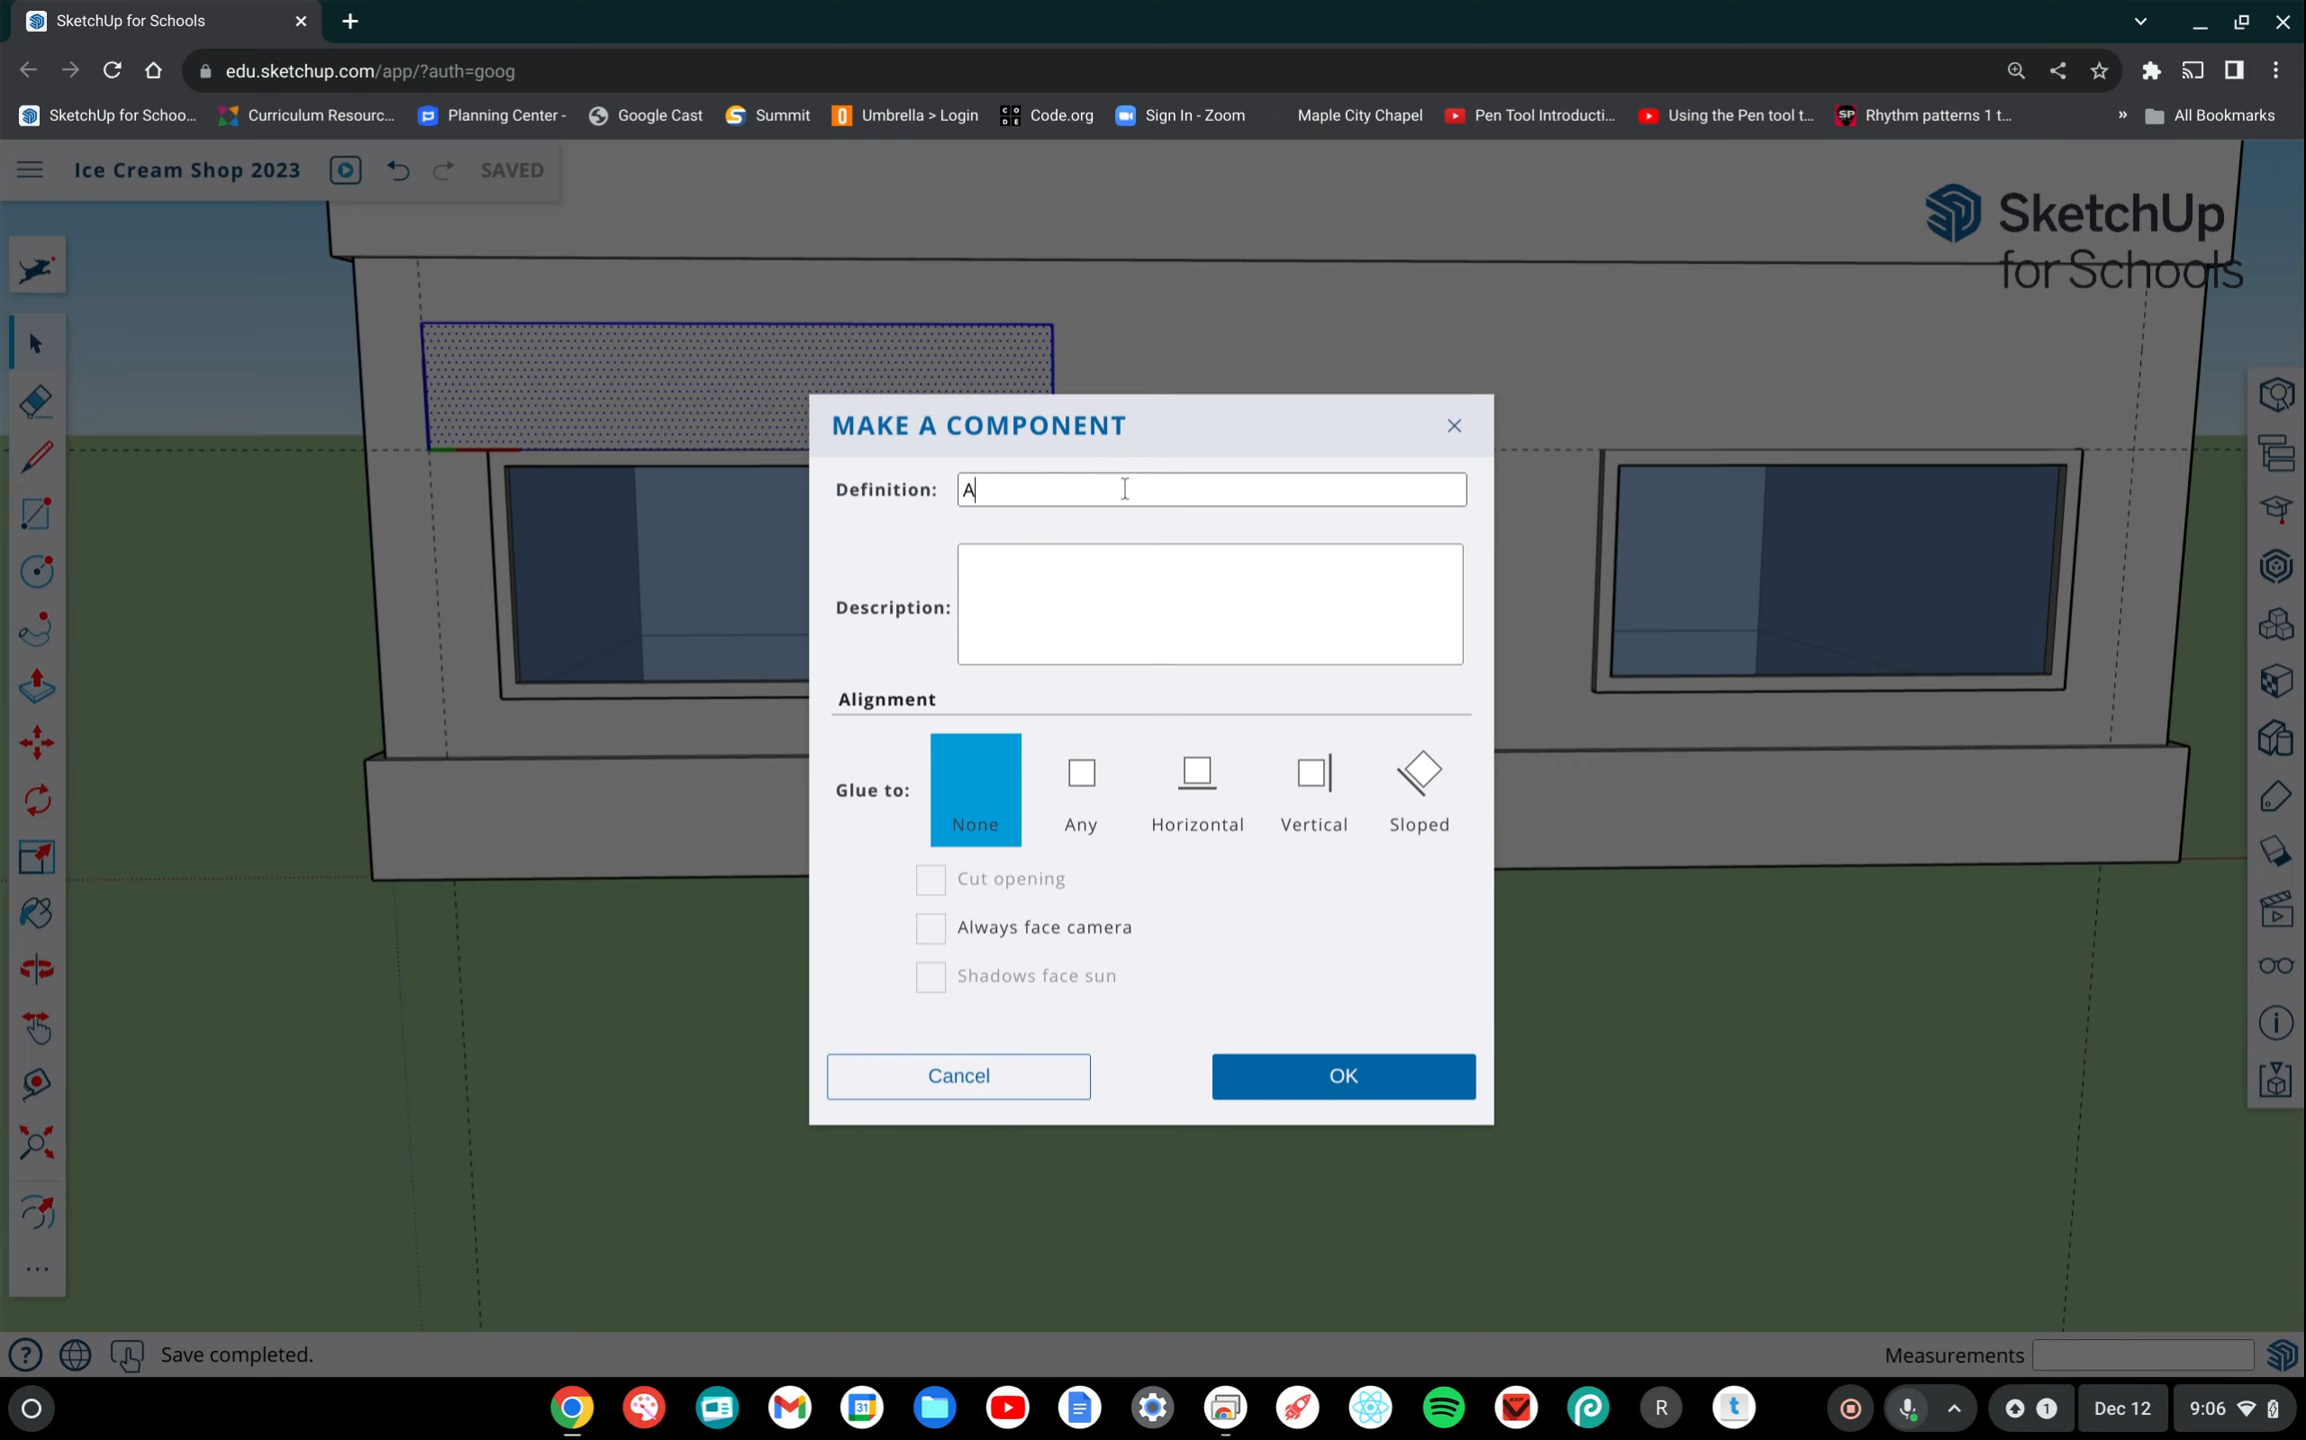 SketchUp for Schools
edu.sketchup.com/app/?auth=goog
SketchUp for Schoo...
Curriculum Resourc...
Planning Center -
Google Cast
Summit
Umbrella > Login
CODE
Code.org
Sign In - Zoom
Maple City Chapel
Pen Tool Introducti...
Using the Pen tool t...
SP
Rhythm patterns 1 t...
»
All Bookmarks
Ice Cream Shop 2023
SAVED
SketchUp
for Schools
MAKE A COMPONENT
Definition:
A
Description:
Alignment
Glue to:
None
Any
Horizontal
Vertical
Sloped
Cut opening
Always face camera
Shadows face sun
Cancel
OK
Save completed.
Measurements
31
R
t
1
Dec 12
9:06